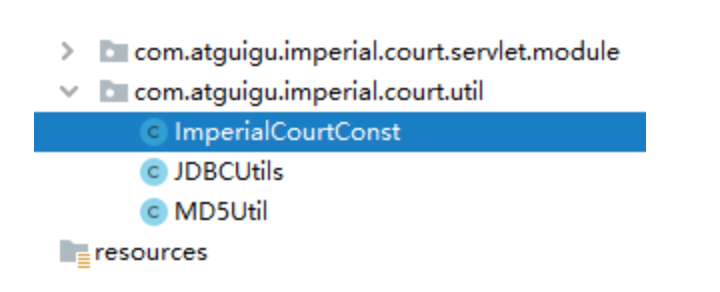 com.atguigu.imperial.court.servlet.module
com.atguigu.imperial.court.util
C ImperialCourtConst
C JDBCUtils
C MD5Util
resources